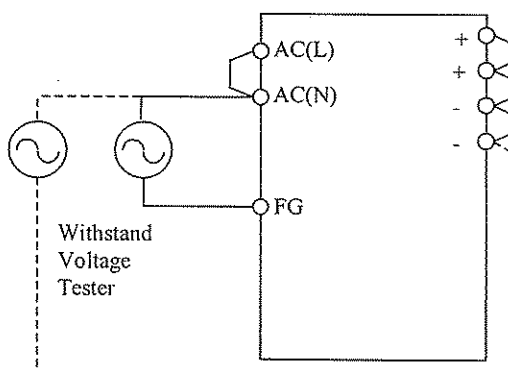 AC(L)
AC(N)
FG
+
+
-
-
Withstand
Voltage
Tester